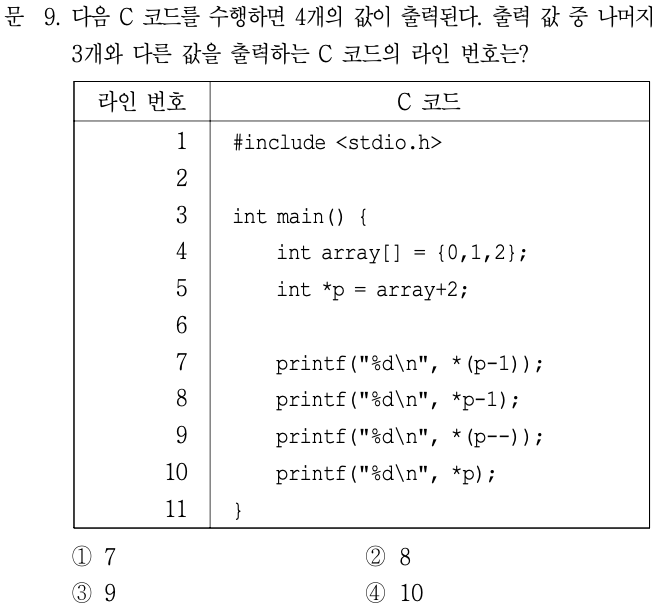 문 9. 다음 C 코드를 수행하면 4개의 값이 출력된다. 출력 값 중 나머지
3개와 다른 값을 출력하는 C 코드의 라인 번호는?
라인 번호 C 코드
1 #include <stdio.h>
2
3 int main() {
4 int array[] = {0,1,2};
5 int *p = array+2;
6
7 printf("%d\n", *(p-1));
8 printf("%d\n", *p-1);
9 printf("%d\n", *(p--));
10 printf("%d\n", *p);
11 }
① 7 ② 8
③ 9 ④ 10